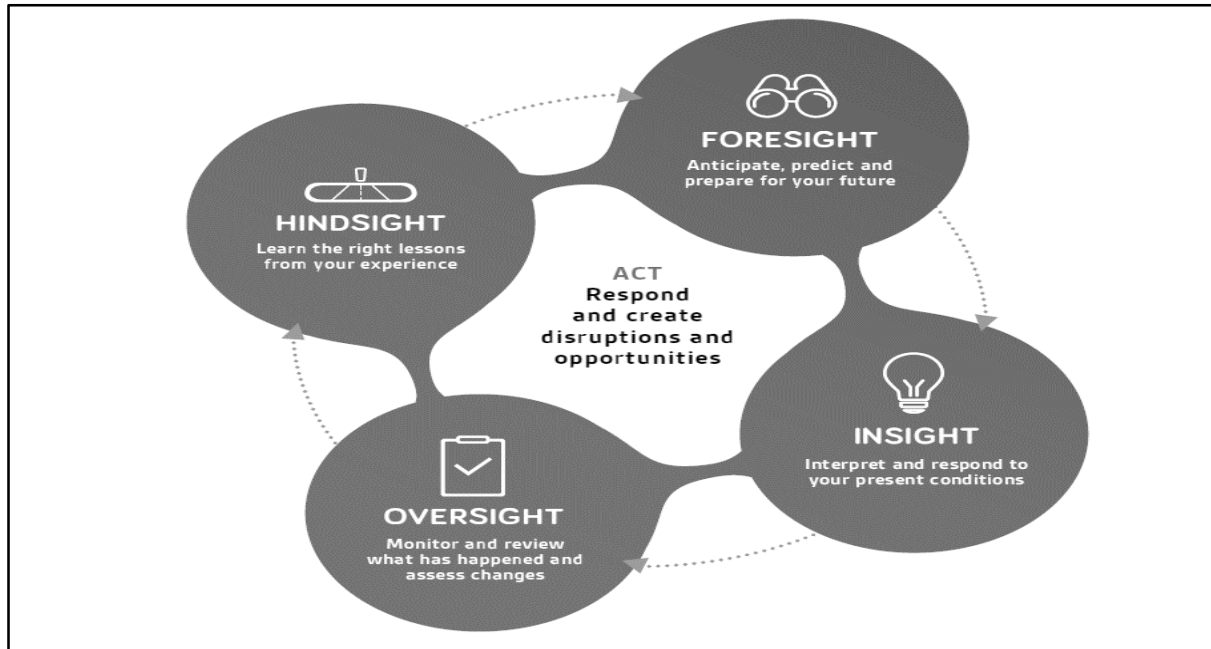 FORESIGHT
Anticipate, predict and
prepare for your future
HINDSIGHT
Learn the right lessons
from your experience
ACT
Respond
and create
disruptions and
opportunities
INSIGHT
Interpret and respond to
your present conditions
OVERSIGHT
Monitor and review
what has happened and
assess changes